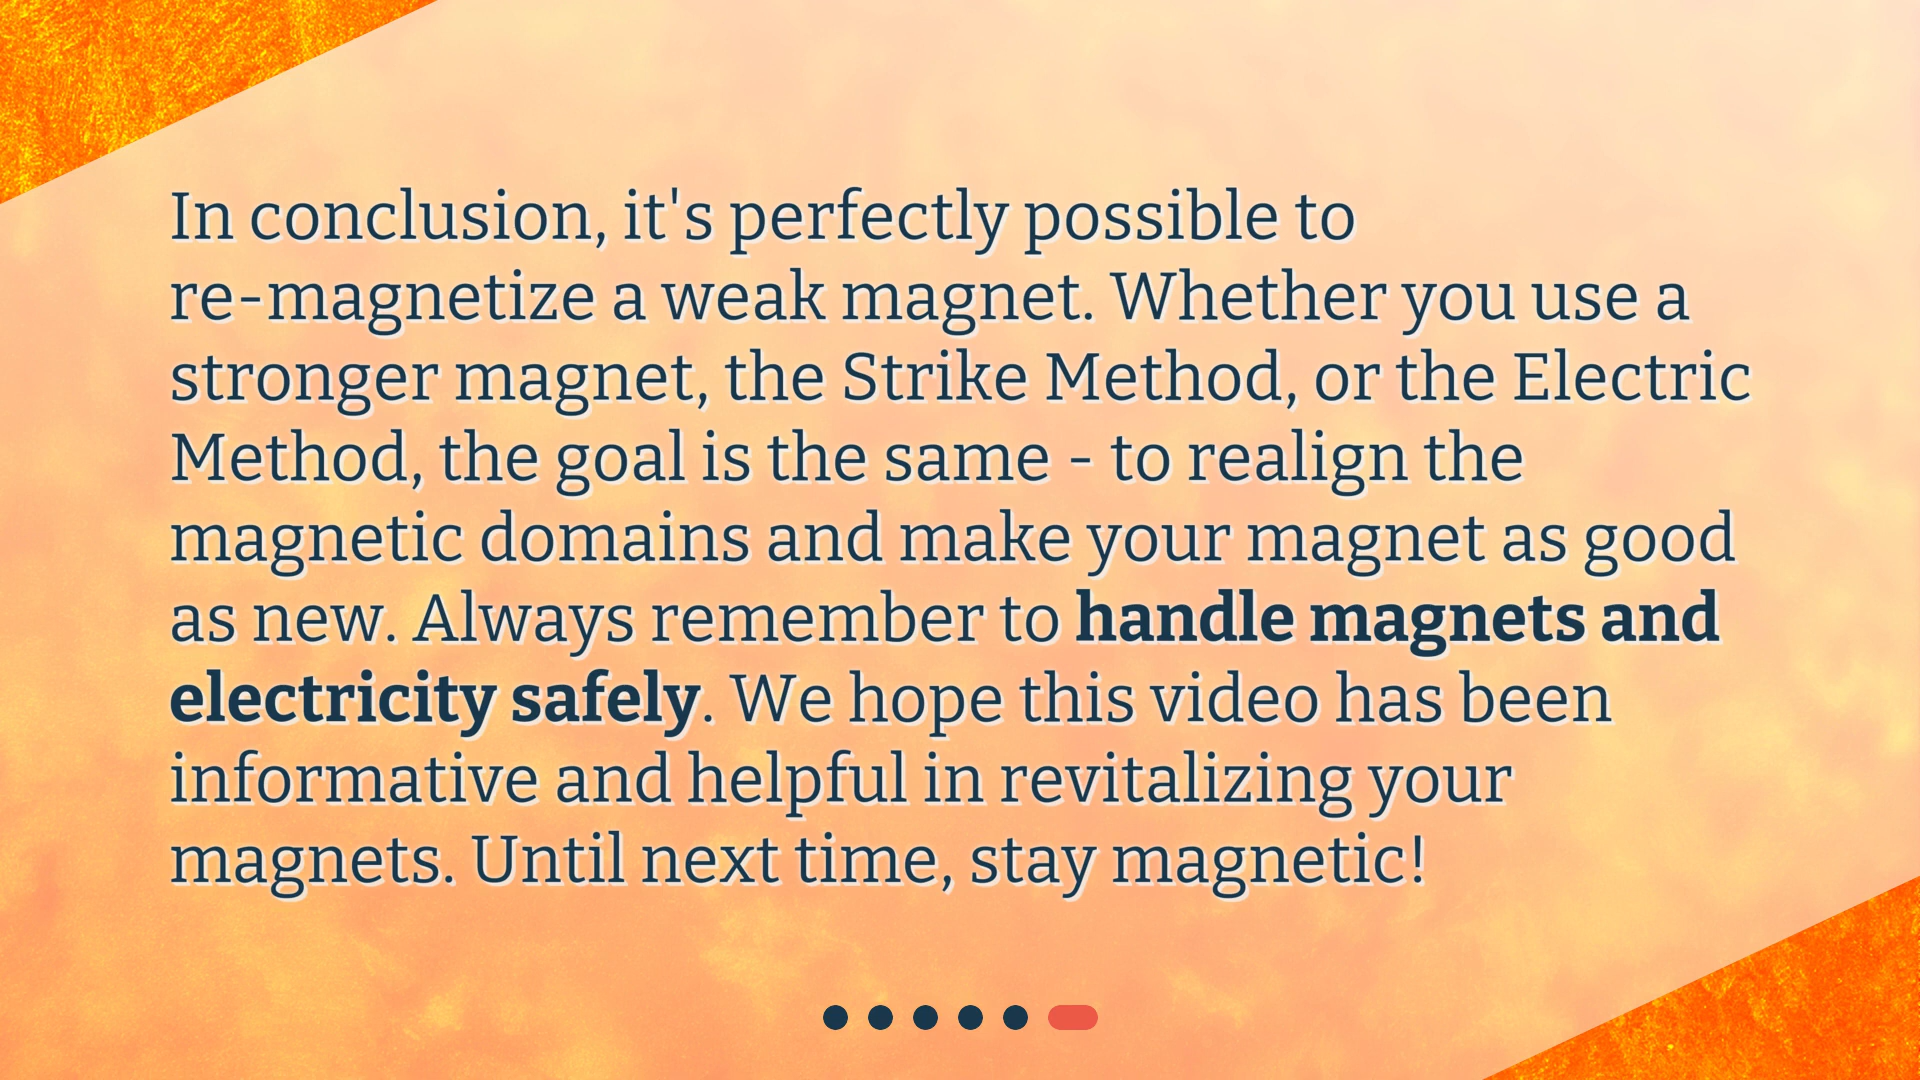 In conclusion, it's perfectly possible to
re-magnetize a weak magnet. Whether you use a
stronger magnet, the Strike Method, or the Electric
Method, the goal is the same - to realign the
magnetic domains and make your magnet as good
as new. Always remember to handle magnets and
electricity safely. We hope this video has been
informative and helpful in revitalizing your
magnets. Until next time, stay magnetic!